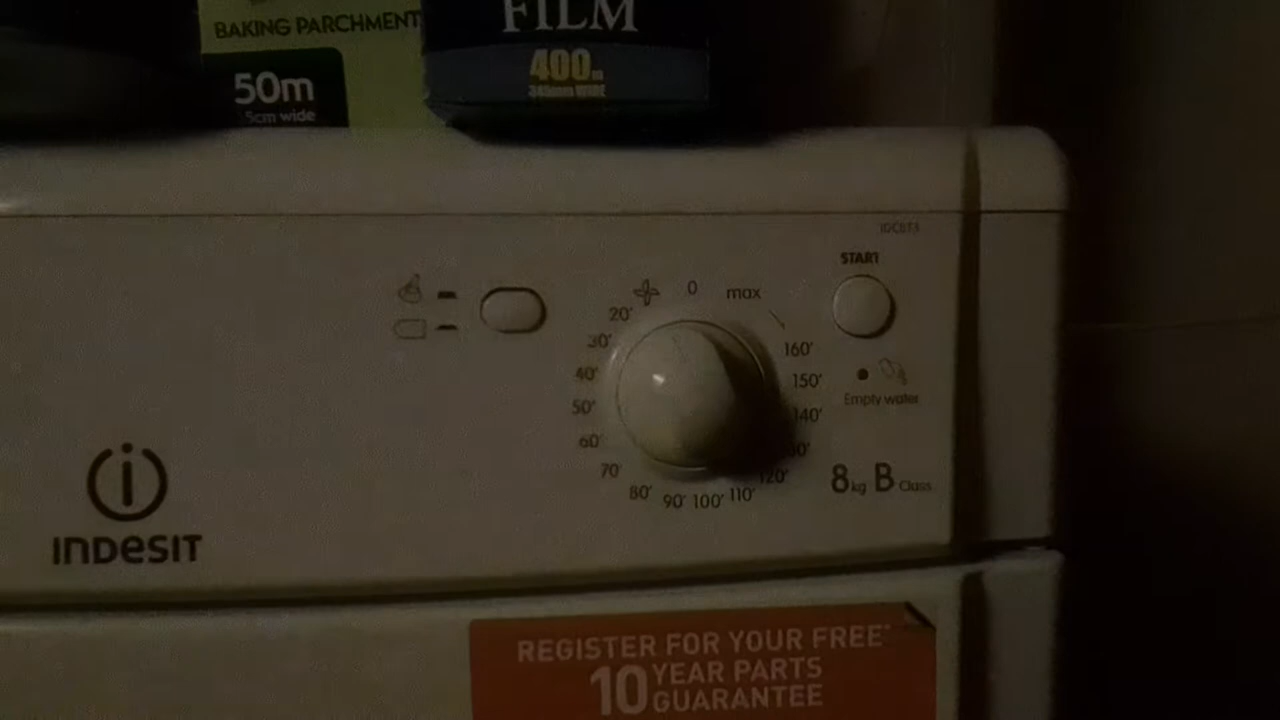 BAKING PARCHMENT
50m
5cm wide
FILM
400m
START
0
max
20'
30'
40'
50'
60'
70'
80'
90'
100'
110'
120'
140'
150'
160'
Empty water
8kg B Class
INDESIT
REGISTER FOR YOUR FREE*
10 YEAR PARTS
GUARANTEE